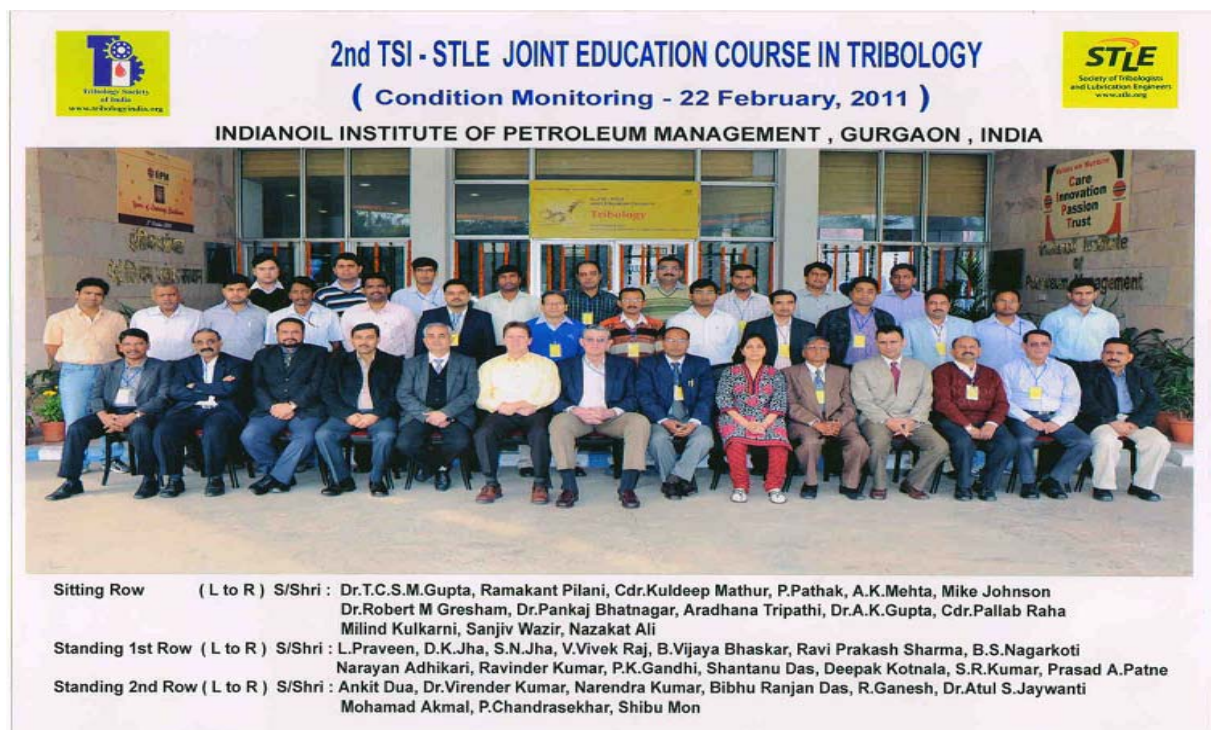 Tribology Society
of India
www.tribologyindia.org
2nd TSI - STLE JOINT EDUCATION COURSE IN TRIBOLOGY
( Condition Monitoring - 22 February, 2011 )
STLE
Society of Tribologists
and Lubrication Engineers
www.stle.org
INDIANOIL INSTITUTE OF PETROLEUM MANAGEMENT , GURGAON , INDIA
Tribology
Care
Innovation
Passion
Trust
Management
Sitting Row ( L to R ) S/Shri : Dr.T.C.S.M.Gupta, Ramakant Pilani, Cdr.Kuldeep Mathur, P.Pathak, A.K.Mehta, Mike Johnson
Dr.Robert M Gresham, Dr.Pankaj Bhatnagar, Aradhana Tripathi, Dr.A.K.Gupta, Cdr.Pallab Raha
Milind Kulkarni, Sanjiv Wazir, Nazakat Ali
Standing 1st Row ( L to R ) S/Shri : L.Praveen, D.K.Jha, S.N.Jha, V.Vivek Raj, B.Vijaya Bhaskar, Ravi Prakash Sharma, B.S.Nagarkoti
Narayan Adhikari, Ravinder Kumar, P.K.Gandhi, Shantanu Das, Deepak Kotnala, S.R.Kumar, Prasad A.Patne
Standing 2nd Row ( L to R ) S/Shri : Ankit Dua, Dr.Virender Kumar, Narendra Kumar, Bibhu Ranjan Das, R.Ganesh, Dr.Atul S.Jaywanti
Mohamad Akmal, P.Chandrasekhar, Shibu Mon